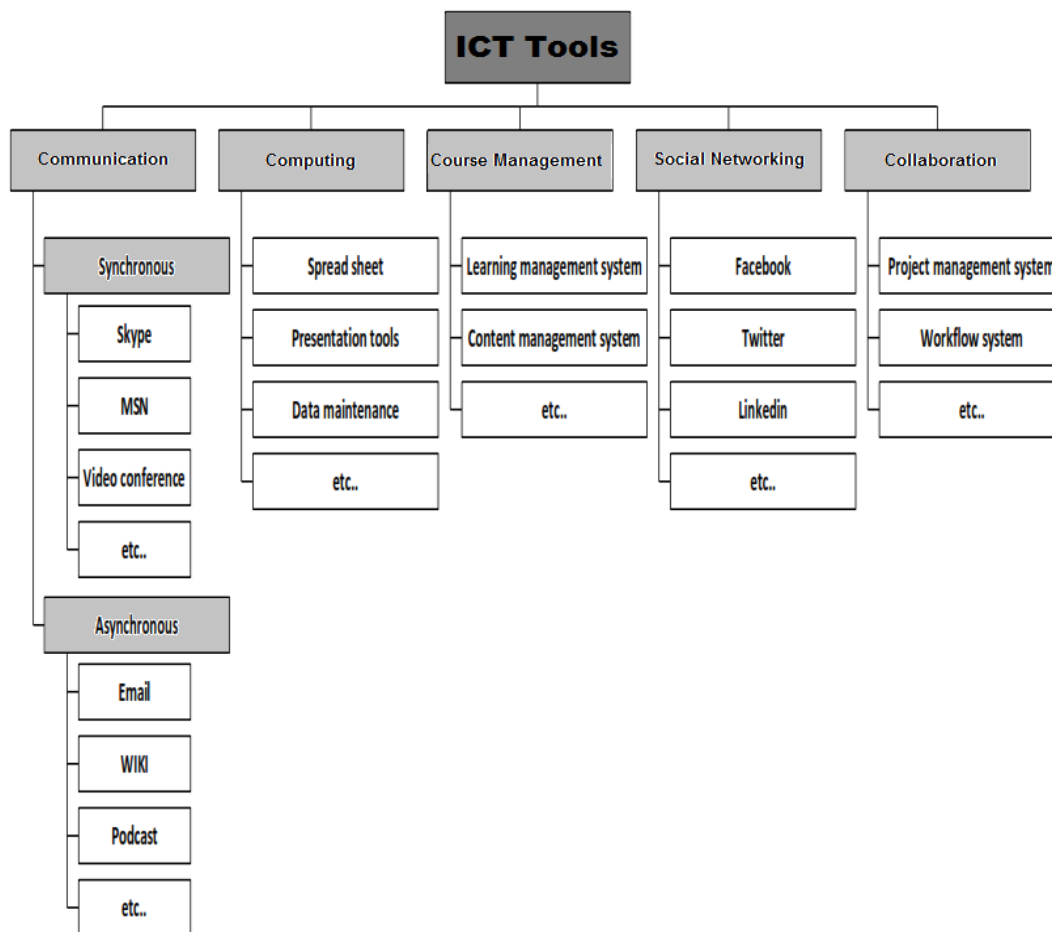 ICT Tools
Communication
Computing
Course Management
Social Networking
Collaboration
Synchronous
Skype
MSN
Video conference
etc..
Asynchronous
Email
WIKI
Podcast
etc..
Spread sheet
Presentation tools
Data maintenance
etc..
Learning management system
Content management system
etc..
Facebook
Twitter
Linkedin
etc..
Project management system
Workflow system
etc..